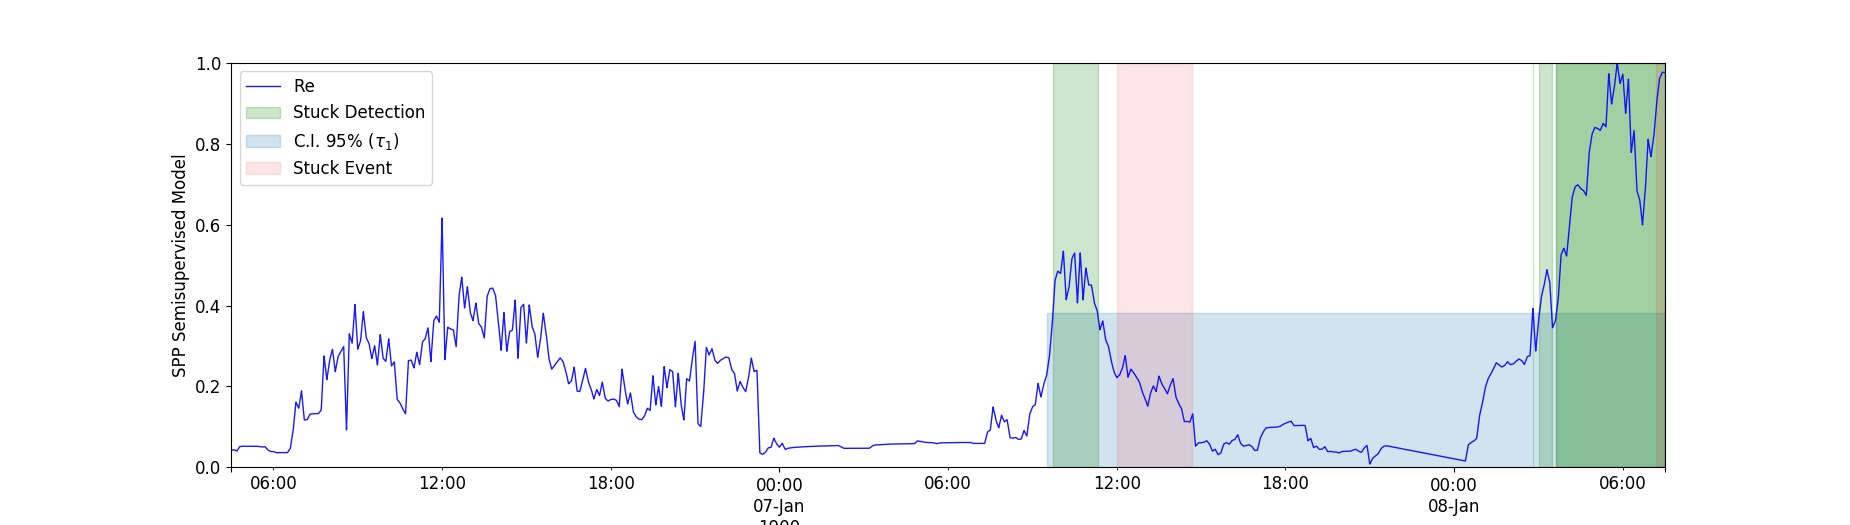 SPP Semisupervised Model
1.0
0.8
0.6
0.4
0.2
0.0
Re
Stuck Detection
C.I. 95% (τ₁)
Stuck Event
06:00 12:00 18:00 00:00 06:00 12:00 18:00 00:00 06:00
07-Jan 08-Jan
1900